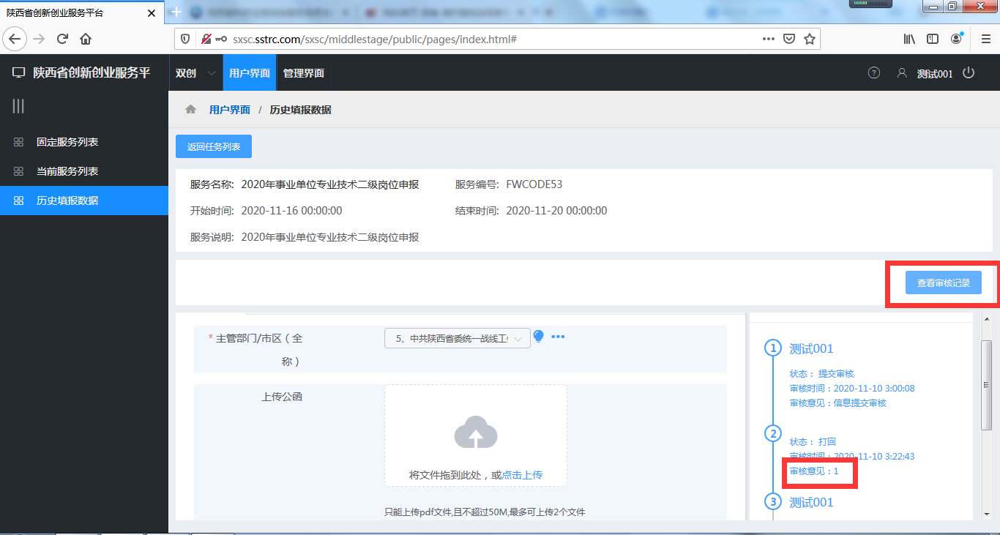 陕西省创新创业服务平台
sxsc.sstrc.com/sxsc/middlestage/public/pages/index.html#
陕西省创新创业服务平
双创
用户界面
管理界面
测试001
用户界面 / 历史填报数据
固定服务列表
当前服务列表
历史填报数据
返回任务列表
服务名称: 2020年事业单位专业技术二级岗位申报
服务编号: FWCODE53
开始时间: 2020-11-16 00:00:00
结束时间: 2020-11-20 00:00:00
服务说明: 2020年事业单位专业技术二级岗位申报
查看审核记录
* 主管部门/市区（全
称）
5、中共陕西省委统一战线工
上传公函
将文件拖到此处，或点击上传
只能上传pdf文件,且不超过50M,最多可上传2个文件
1 测试001
状态： 提交审核
审核时间：2020-11-10 3:00:08
审核意见：信息提交审核
2
状态： 打回
审核时间：2020-11-10 3:22:43
审核意见：1
3 测试001